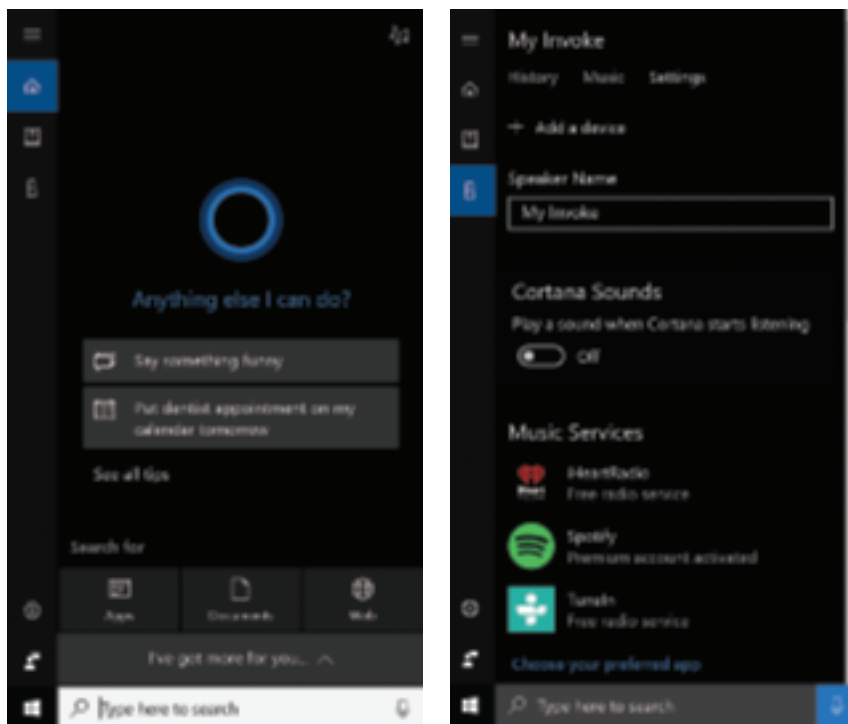 Anything else I can do?
Say something funny
Put dentist appointment on my
calendar tomorrow
See all tips
Search for
Apps
Documents
Web
I've got more for you...
Type here to search
My Invoke
History Music Settings
Add a device
Speaker Name
My Invoke
Cortana Sounds
Play a sound when Cortana starts listening
Off
Music Services
iHeartRadio
Free radio service
Spotify
Premium account activated
TuneIn
Free radio service
Choose your preferred app
Type here to search